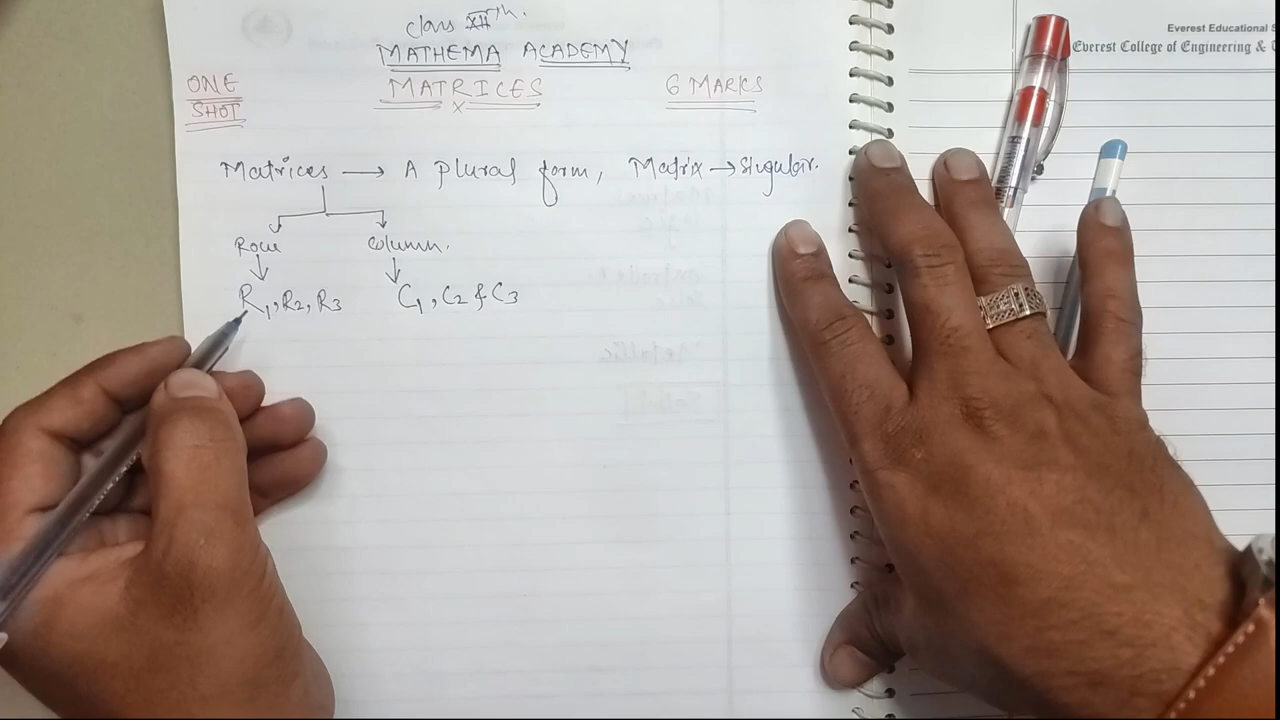 Class XIIth.
MATHEMA ACADEMY
ONE SHOT
MATRICES
6 MARKS
Matrices → A plural form, Matrix → Singular.
Row
Column.
R1, R2, R3
C1, C2 & C3
Everest Educational S
Everest College of Engineering &